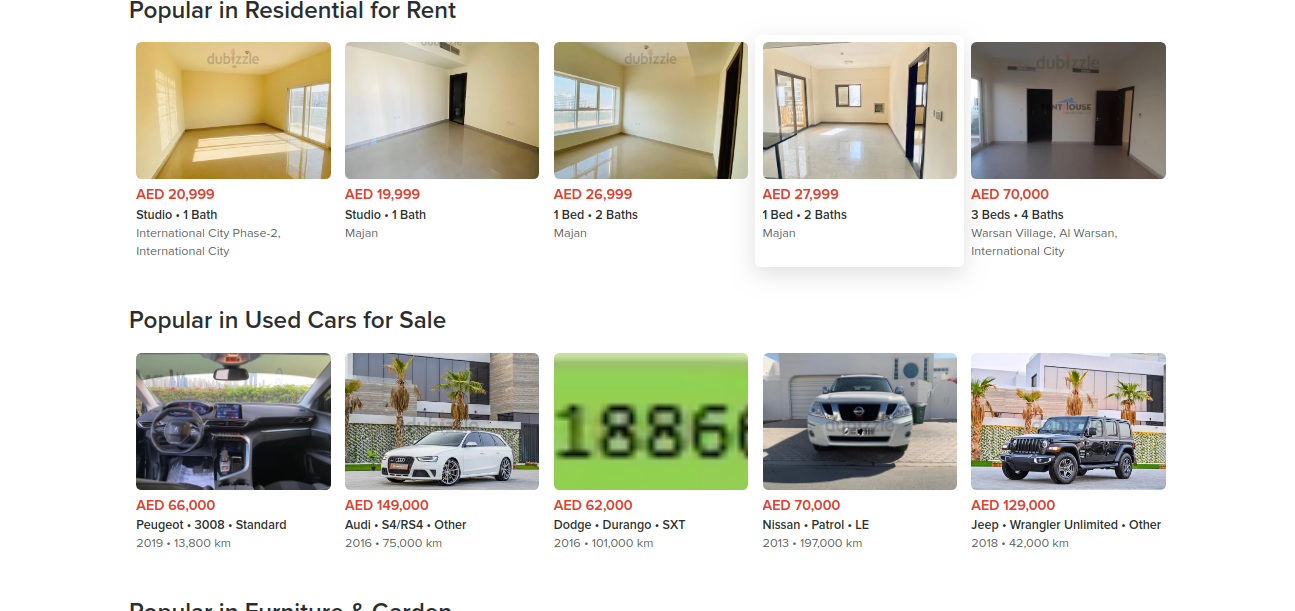 Popular in Residential for Rent
dubizzle
dubizzle
dubizzle
dubizzle
AED 20,999
AED 19,999
AED 26,999
AED 27,999
AED 70,000
Studio • 1 Bath
Studio • 1 Bath
1 Bed • 2 Baths
1 Bed • 2 Baths
3 Beds • 4 Baths
International City Phase-2,
International City
Majan
Majan
Majan
Warsan Village, Al Warsan,
International City
Popular in Used Cars for Sale
18866
dubizzle
AED 66,000
AED 149,000
AED 62,000
AED 70,000
AED 129,000
Peugeot • 3008 • Standard
Audi • S4/RS4 • Other
Dodge • Durango • SXT
Nissan • Patrol • LE
Jeep • Wrangler Unlimited • Other
2019 • 13,800 km
2016 • 75,000 km
2016 • 101,000 km
2013 • 197,000 km
2018 • 42,000 km
Popular in Furniture & Garden